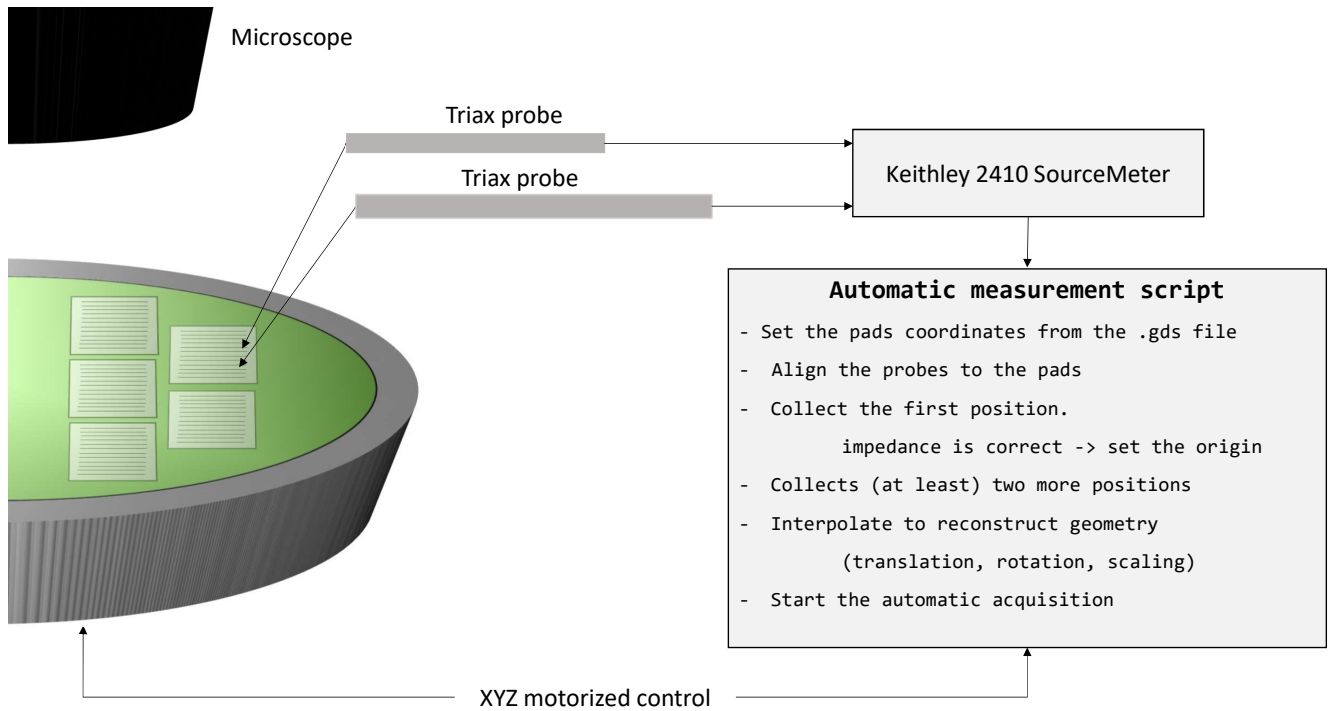 Microscope
Triax probe
Triax probe
Keithley 2410 SourceMeter
Automatic measurement script
- Set the pads coordinates from the .gds file
- Align the probes to the pads
- Collect the first position.
impedance is correct -> set the origin
- Collects (at least) two more positions
- Interpolate to reconstruct geometry
(translation, rotation, scaling)
- Start the automatic acquisition
XYZ motorized control